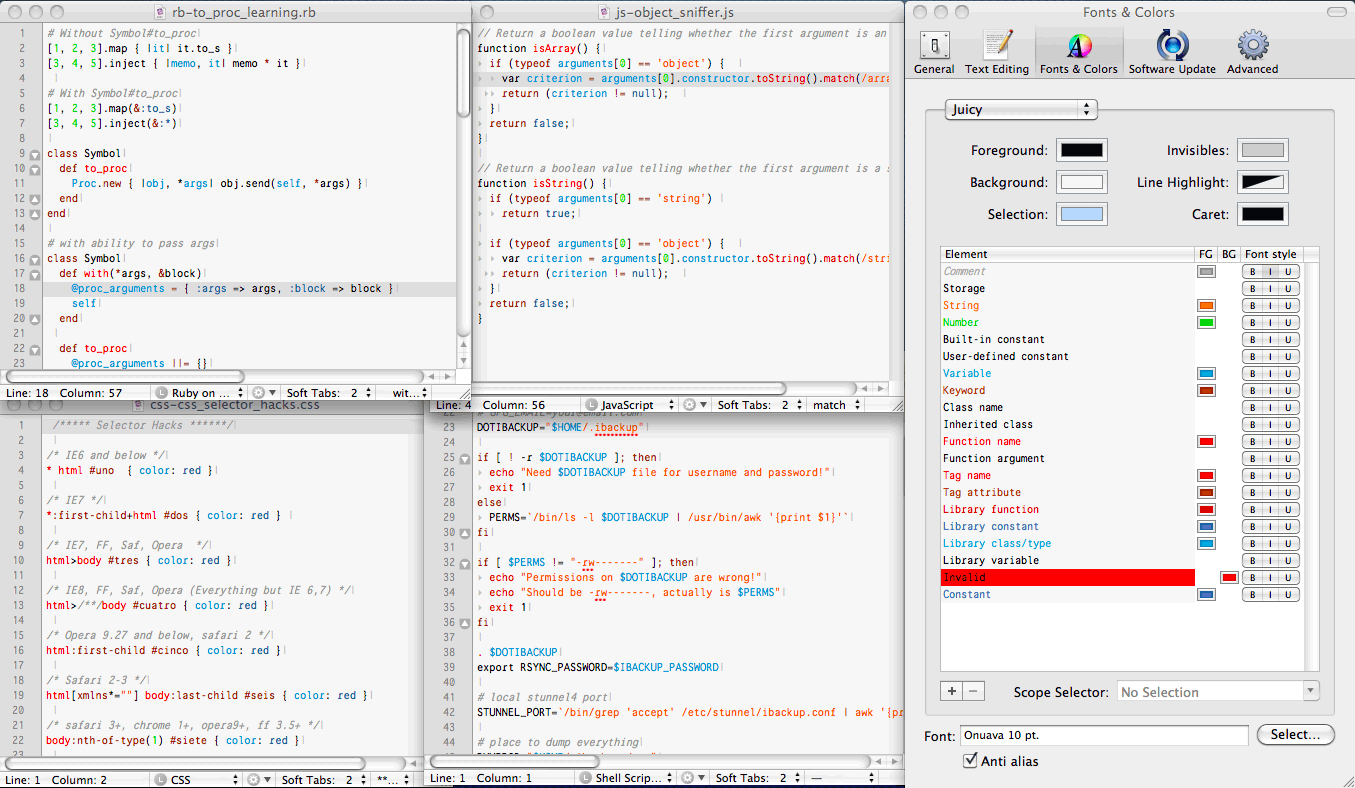 rb-to_proc_learning.rb
1 # Without Symbol#to_proc
2 [1, 2, 3].map { |it| it.to_s }
3 [3, 4, 5].inject { |memo, it| memo * it }
4
5 # With Symbol#to_proc
6 [1, 2, 3].map(&:to_s)
7 [3, 4, 5].inject(&:*)
8
9 class Symbol
10 def to_proc
11 Proc.new { |obj, *args| obj.send(self, *args) }
12 end
13 end
14
15 # with ability to pass args
16 class Symbol
17 def with(*args, &block)
18 @proc_arguments = { :args => args, :block => block }
19 self
20 end
21
22 def to_proc
23 @proc_arguments ||= {}
Line: 18 Column: 57 L Ruby on ... Soft Tabs: 2 wit...
js-object_sniffer.js
// Return a boolean value telling whether the first argument is an
function isArray() {
if (typeof arguments[0] == 'object') {
var criterion = arguments[0].constructor.toString().match(/arra
return (criterion != null);
}
return false;
}
// Return a boolean value telling whether the first argument is a s
function isString() {
if (typeof arguments[0] == 'string')
return true;
if (typeof arguments[0] == 'object') {
var criterion = arguments[0].constructor.toString().match(/stri
return (criterion != null);
}
return false;
}
Line: 4 Column: 56 L JavaScript Soft Tabs: 2 match
css-css_selector_hacks.css
1 /***** Selector Hacks ******/
2
3 /* IE6 and below */
4 * html #uno { color: red }
5
6 /* IE7 */
7 *:first-child+html #dos { color: red }
8
9 /* IE7, FF, Saf, Opera */
10 html>body #tres { color: red }
11
12 /* IE8, FF, Saf, Opera (Everything but IE 6,7) */
13 html>/**/body #cuatro { color: red }
14
15 /* Opera 9.27 and below, safari 2 */
16 html:first-child #cinco { color: red }
17
18 /* Safari 2-3 */
19 html[xmlns*=""] body:last-child #seis { color: red }
20
21 /* safari 3+, chrome 1+, opera9+, ff 3.5+ */
22 body:nth-of-type(1) #siete { color: red }
Line: 1 Column: 2 L CSS Soft Tabs: 2 **...
23 DOTIBACKUP="$HOME/.ibackup"
24
25 if [ ! -r $DOTIBACKUP ]; then
26 echo "Need $DOTIBACKUP file for username and password!"
27 exit 1
28 else
29 PERMS=`/bin/ls -l $DOTIBACKUP | /usr/bin/awk '{print $1}'`
30 fi
31
32 if [ $PERMS != "-rw-------" ]; then
33 echo "Permissions on $DOTIBACKUP are wrong!"
34 echo "Should be -rw-------, actually is $PERMS"
35 exit 1
36 fi
37
38 . $DOTIBACKUP
39 export RSYNC_PASSWORD=$IBACKUP_PASSWORD
40
41 # local stunnel4 port
42 STUNNEL_PORT=`/bin/grep 'accept' /etc/stunnel/ibackup.conf | awk '{pr
43
44 # place to dump everything
Line: 1 Column: 1 L Shell Scrip... Soft Tabs: 2 —
Fonts & Colors
General Text Editing Fonts & Colors Software Update Advanced
Juicy
Foreground: Invisibles:
Background: Line Highlight:
Selection: Caret:
Element FG BG Font style
Comment B I U
Storage B I U
String B I U
Number B I U
Built-in constant B I U
User-defined constant B I U
Variable B I U
Keyword B I U
Class name B I U
Inherited class B I U
Function name B I U
Function argument B I U
Tag name B I U
Tag attribute B I U
Library function B I U
Library constant B I U
Library class/type B I U
Library variable B I U
Invalid B I U
Constant B I U
+ − Scope Selector: No Selection
Font: Onuava 10 pt. Select...
Anti alias